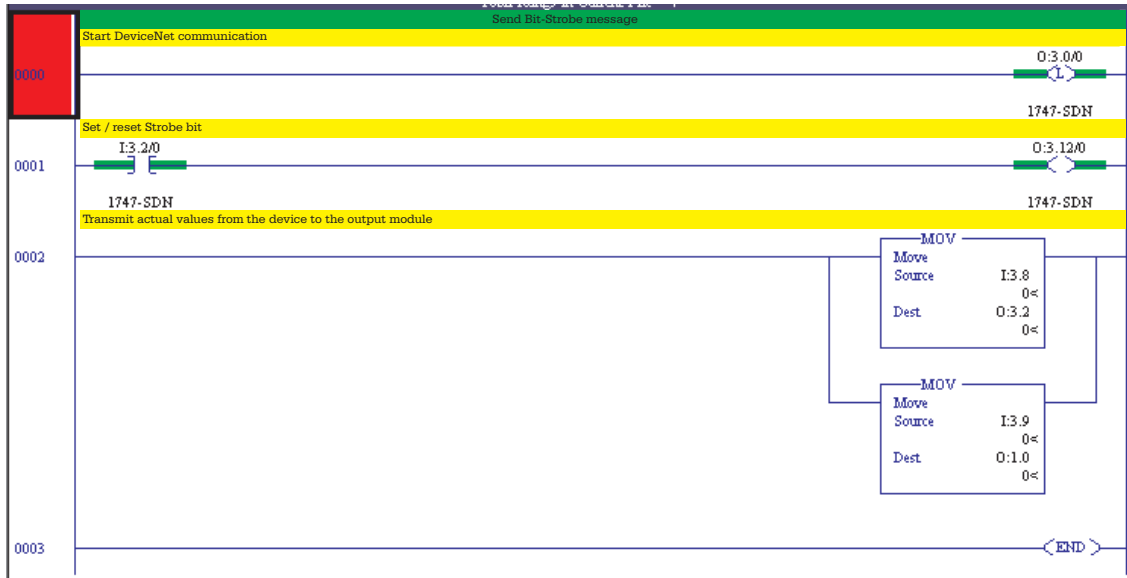 Send Bit-Strobe message
Start DeviceNet communication
0000
O:3.0/0
L
1747-SDN
Set / reset Strobe bit
0001
I:3.2/0
O:3.12/0
1747-SDN
1747-SDN
Transmit actual values from the device to the output module
0002
MOV
Move
Source I:3.8
0<
Dest O:3.2
0<
MOV
Move
Source I:3.9
0<
Dest O:1.0
0<
0003
END